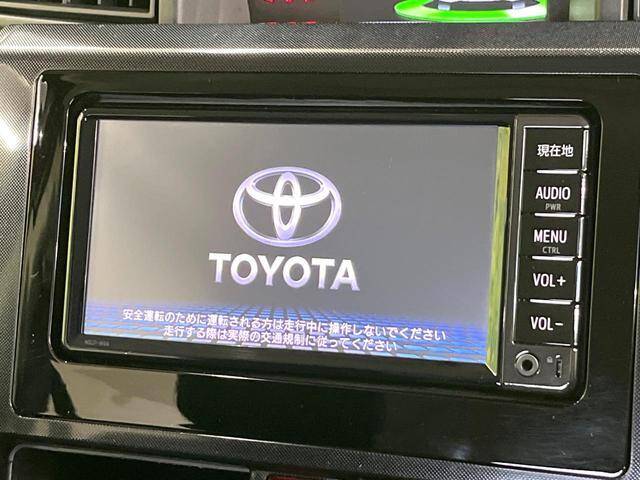 TOYOTA
安全運転のために運転される方は走行中に操作しないでください
走行する際は実際の交通規制に従ってください
現在地
AUDIO
PWR
MENU
CTRL
VOL+
VOL-